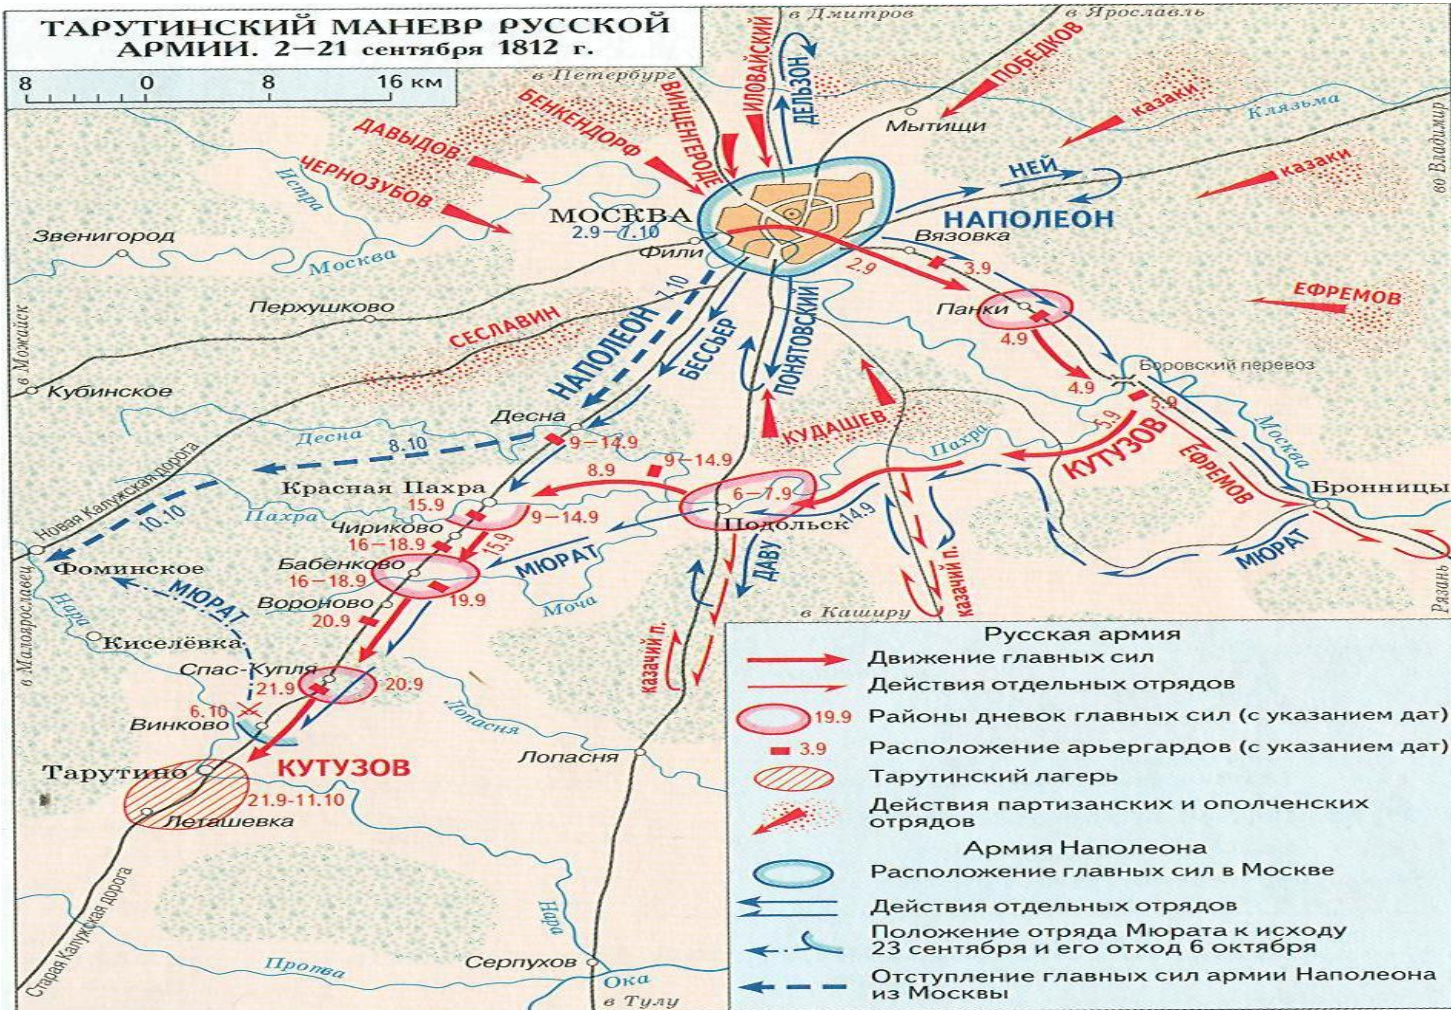 ТАРУТИНСКИЙ МАНЕВР РУССКОЙ
АРМИИ. 2—21 сентября 1812 г.
8 0 8 16 км
в Дмитров
в Ярославль
в Петербург
во Владимир
ВИНЦЕНГЕРОДЕ
ИЛОВАЙСКИЙ
ДЕЛЬЗОН
ПОБЕДКОВ
казаки
Клязьма
Мытищи
БЕНКЕНДОРФ
ДАВЫДОВ
ЧЕРНОЗУБОВ
казаки
НЕЙ
НАПОЛЕОН
Истра
МОСКВА
2.9—7.10
Фили
Звенигород
Москва
Вязовка
2.9
3.9
Перхушково
Панки
4.9
ЕФРЕМОВ
в Можайск
Кубинское
СЕСЛАВИН
НАПОЛЕОН
7.10
БЕССЬЕР
ПОНЯТОВСКИЙ
Боровский перевоз
4.9
5.9
5.9
КУДАШЕВ
КУТУЗОВ
Пахра
Москва
ЕФРЕМОВ
Десна
Десна
8.10
9—14.9
8.9
9—14.9
Новая Калужская дорога
Красная Пахра
15.9
9—14.9
6—7.9
Подольск
-14.9
Бронницы
Пахра
Чириково
16—18.9
15.9
10.10
Бабенково
16—18.9
МЮРАТ
ДАВУ
МЮРАТ
казачий п.
в Каширу
Рязань
Фоминское
МЮРАТ
Вороново
19.9
20.9
Моча
Нара
Киселёвка
в Малоярославец
Спас-Купля
21.9
20.9
казачий п.
6.10
Винково
Лопасня
Лопасня
Тарутино
КУТУЗОВ
21.9-11.10
Леташевка
Старая Калужская дорога
Нара
Протва
Серпухов
Ока
в Тулу
Русская армия
Движение главных сил
Действия отдельных отрядов
19.9 Районы дневок главных сил (с указанием дат)
3.9 Расположение арьергардов (с указанием дат)
Тарутинский лагерь
Действия партизанских и ополченских
отрядов
Армия Наполеона
Расположение главных сил в Москве
Действия отдельных отрядов
Положение отряда Мюрата к исходу
23 сентября и его отход 6 октября
Отступление главных сил армии Наполеона
из Москвы